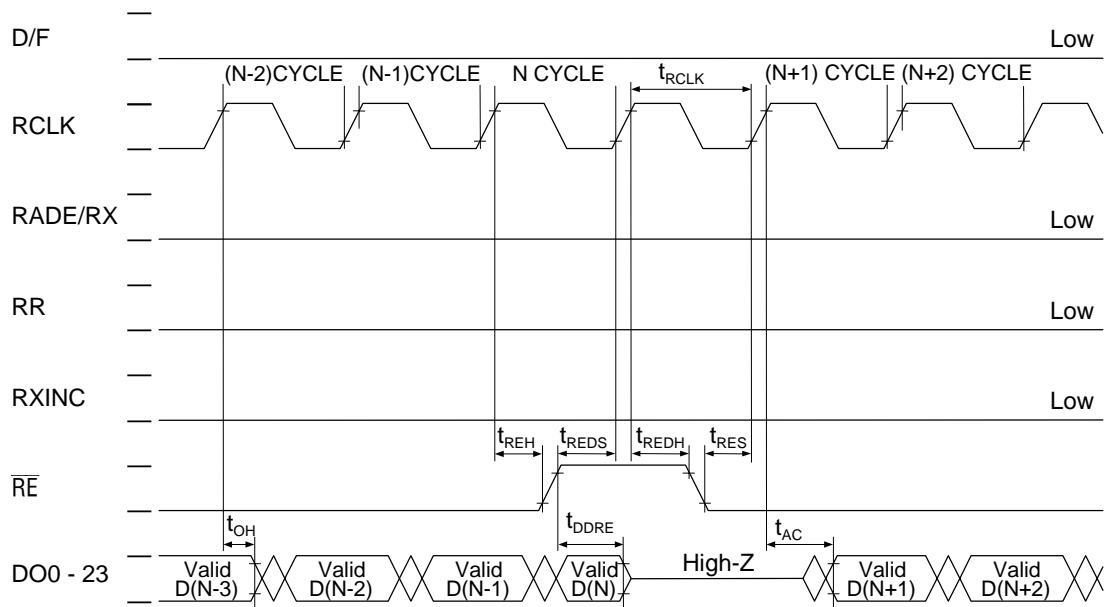 D/F
Low
(N-2)CYCLE
(N-1)CYCLE
N CYCLE
tRCLK
(N+1) CYCLE
(N+2) CYCLE
RCLK
RADE/RX
Low
RR
Low
RXINC
Low
tREH
tREDS
tREDH
tRES
RE
tOH
tDDRE
tAC
DO0 - 23
Valid
D(N-3)
Valid
D(N-2)
Valid
D(N-1)
Valid
D(N)
High-Z
Valid
D(N+1)
Valid
D(N+2)